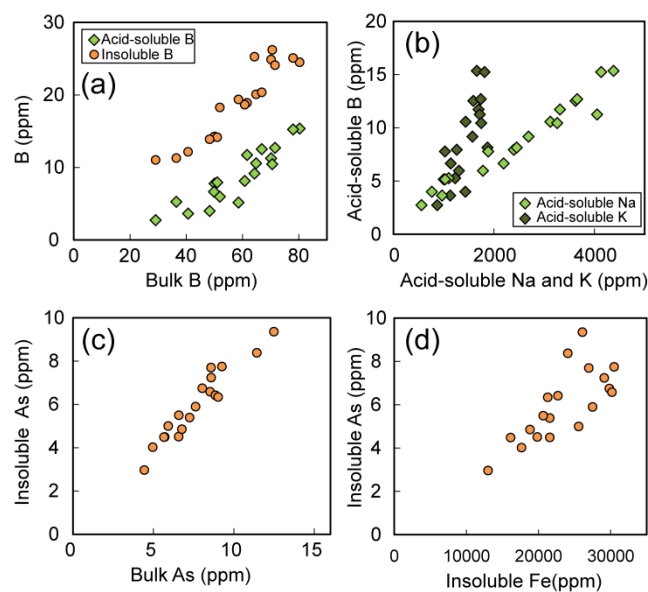 (a)
Acid-soluble B
Insoluble B
30
20
10
0
B (ppm)
0 20 40 60 80
Bulk B (ppm)
(b)
Acid-soluble Na
Acid-soluble K
20
15
10
5
0
Acid-soluble B (ppm)
0 2000 4000
Acid-soluble Na and K (ppm)
(c)
10
8
6
4
2
0
Insoluble As (ppm)
0 5 10 15
Bulk As (ppm)
(d)
10
8
6
4
2
0
Insoluble As (ppm)
0 10000 20000 30000
Insoluble Fe(ppm)